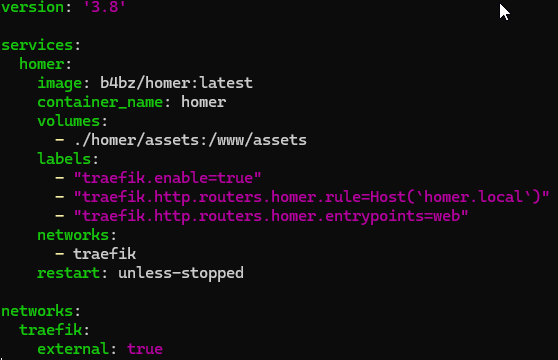 version: '3.8'

services:
  homer:
    image: b4bz/homer:latest
    container_name: homer
    volumes:
      - ./homer/assets:/www/assets
    labels:
      - "traefik.enable=true"
      - "traefik.http.routers.homer.rule=Host(`homer.local`)"
      - "traefik.http.routers.homer.entrypoints=web"
    networks:
      - traefik
    restart: unless-stopped

networks:
  traefik:
    external: true